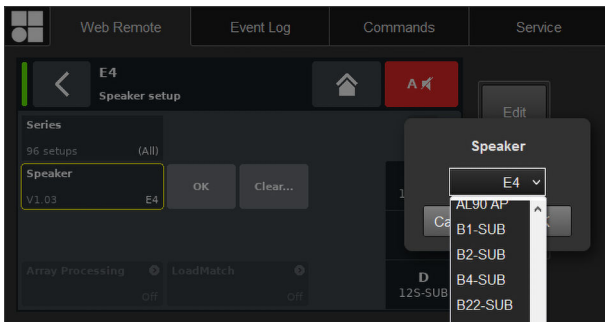 Web Remote
Event Log
Commands
Service
E4
Speaker setup
A
Edit
Series
96 setups (All)
Speaker
V1.03 E4
OK
Clear...
Speaker
E4
AL90 AP
B1-SUB
B2-SUB
B4-SUB
B22-SUB
Array Processing
Off
LoadMatch
Off
D
12S-SUB